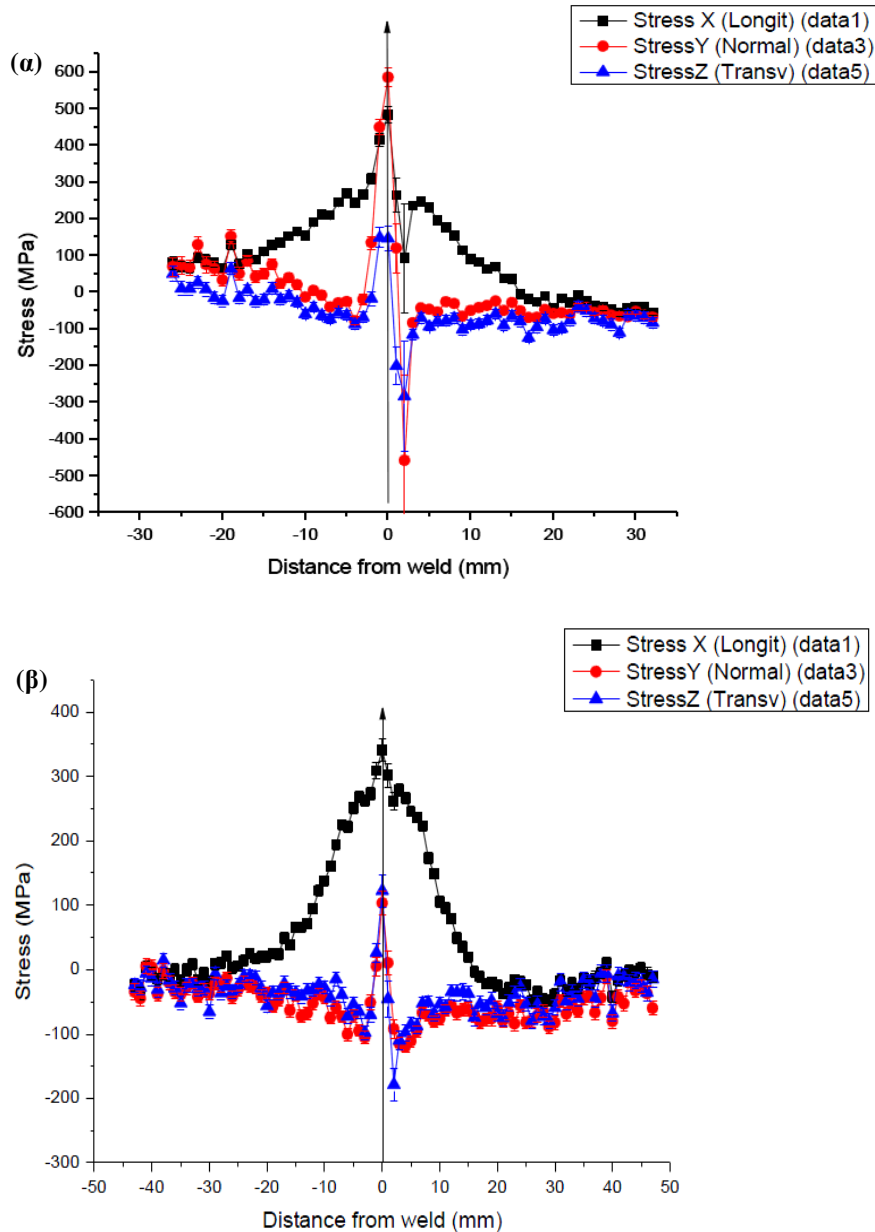 Stress X (Longit) (data1)
StressY (Normal) (data3)
StressZ (Transv) (data5)
(α)
600
500
400
300
200
100
0
-100
-200
-300
-400
-500
-600
Stress (MPa)
-30 -20 -10 0 10 20 30
Distance from weld (mm)
Stress X (Longit) (data1)
StressY (Normal) (data3)
StressZ (Transv) (data5)
(β)
400
300
200
100
0
-100
-200
-300
Stress (MPa)
-50 -40 -30 -20 -10 0 10 20 30 40 50
Distance from weld (mm)